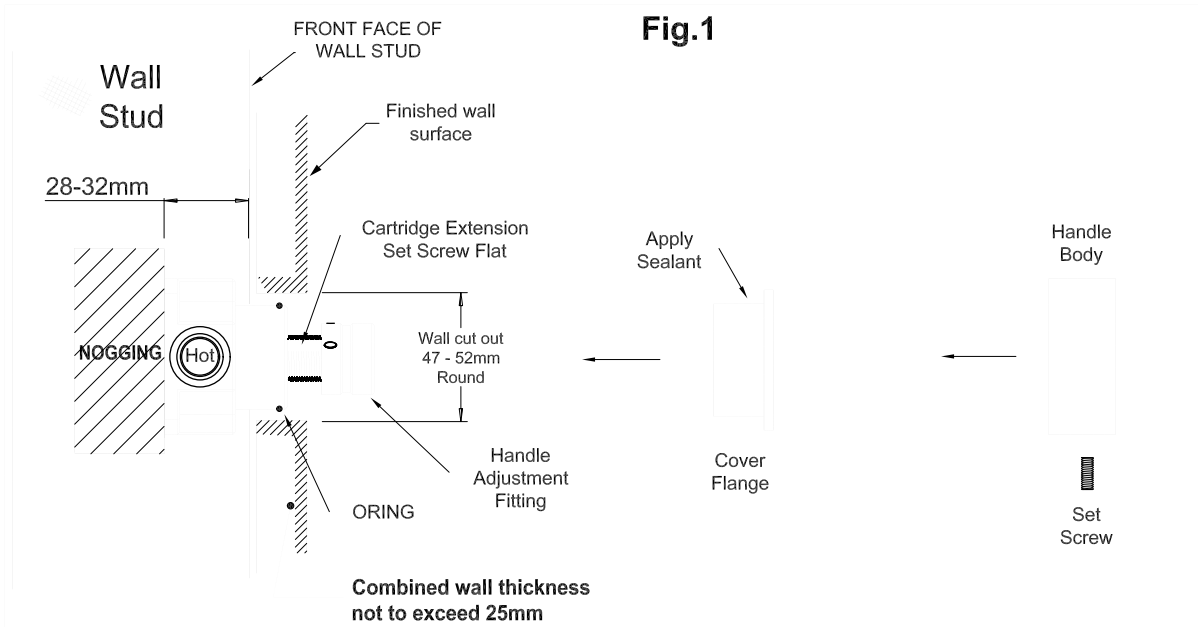 Fig.1
FRONT FACE OF
WALL STUD
Wall
Stud
Finished wall
surface
28-32mm
Cartridge Extension
Set Screw Flat
Apply
Sealant
Handle
Body
NOGGING
Hot
Wall cut out
47 - 52mm
Round
Handle
Adjustment
Fitting
Cover
Flange
ORING
Set
Screw
Combined wall thickness
not to exceed 25mm